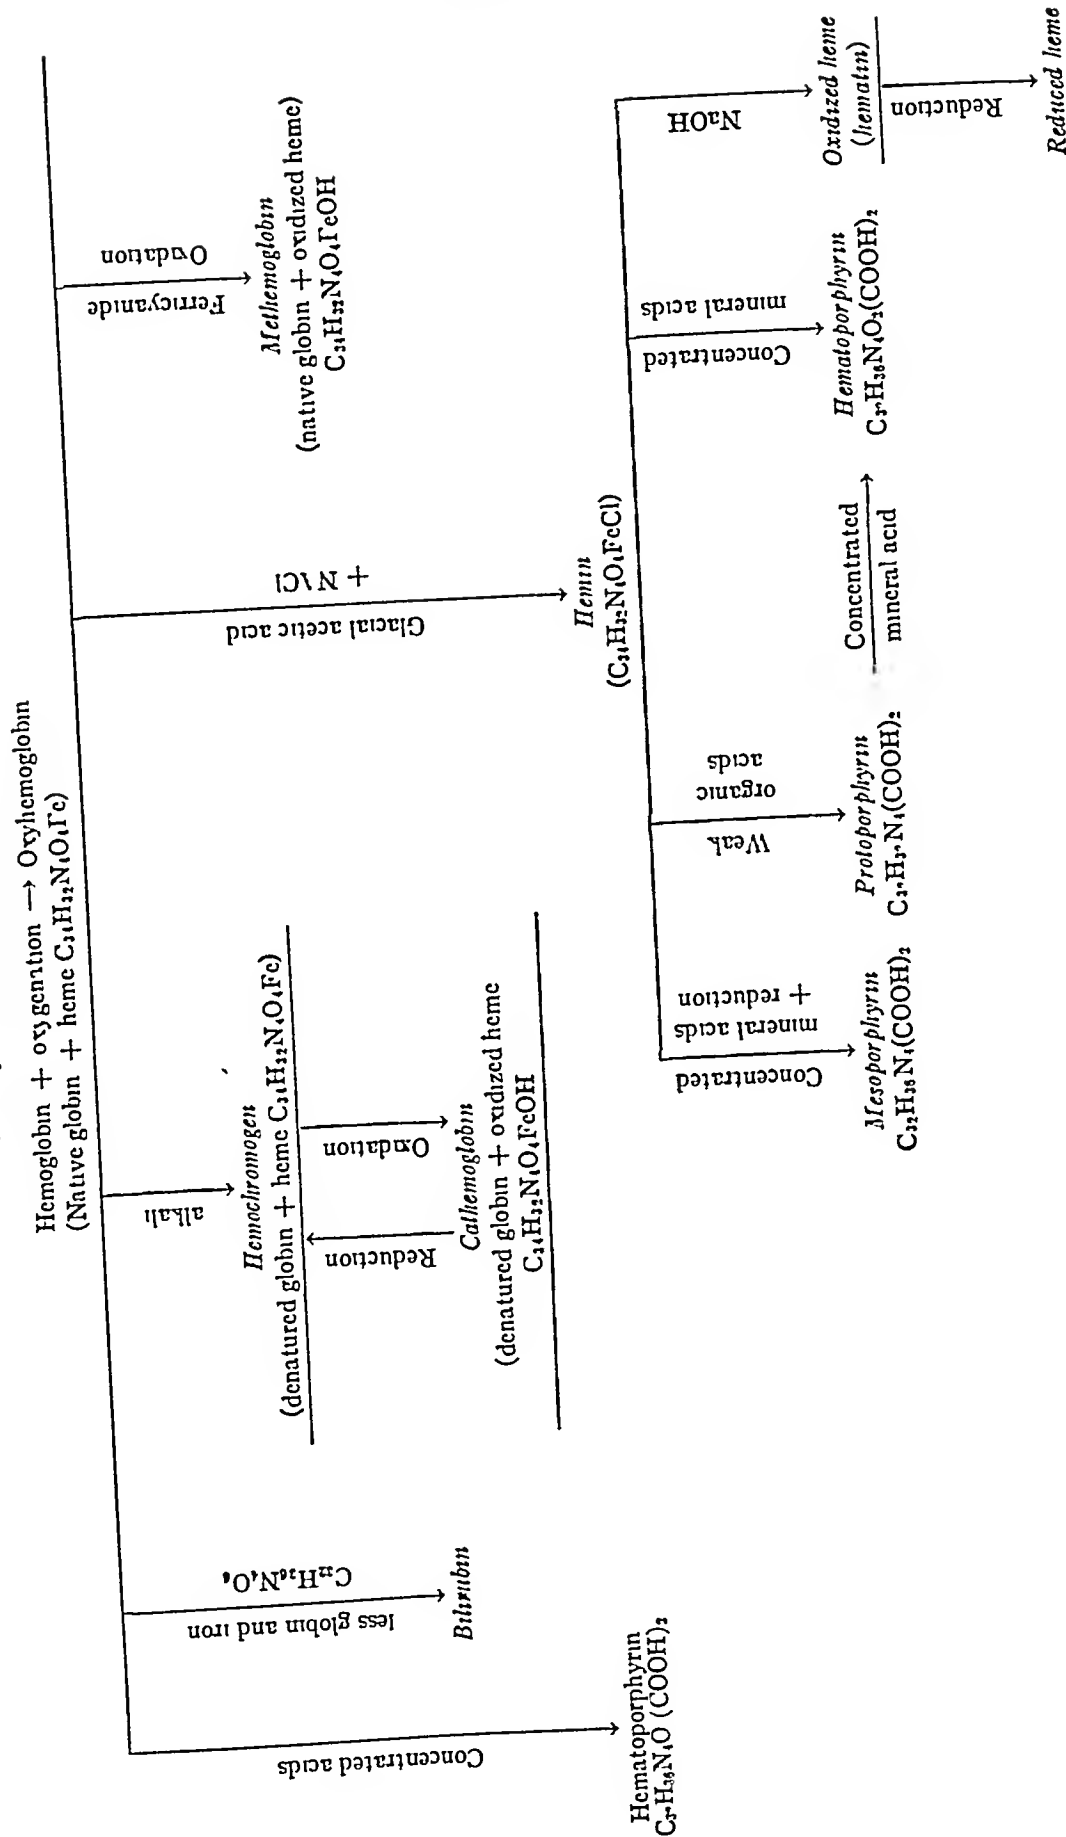 Hemoglobin + oxygenation → Oxyhemoglobin
(Native globin + heme C₃₄H₃₂N₄O₄Fe)
Concentrated acids
Hematoporphyrin
C₃₂H₃₆N₄O (COOH)₂
less globin and iron
C₃₃H₃₆N₄O₆
Bilirubin
alkali
Hemochromogen
(denatured globin + heme C₃₄H₃₂N₄O₄Fe)
Reduction
Oxidation
Cathemoglobin
(denatured globin + oxidized heme
C₃₄H₃₂N₄O₄FeOH
Glacial acetic acid
+ NaCl
Hemin
(C₃₄H₃₂N₄O₄FeCl)
Ferricyanide
Oxidation
Methemoglobin
(native globin + oxidized heme)
C₃₄H₃₂N₄O₄FeOH
Concentrated
mineral acids
+ reduction
Mesoporphyrin
C₃₂H₃₆N₄(COOH)₂
Weak
organic
acids
Protoporphyrin
C₃₂H₃₂N₄(COOH)₂
Concentrated
mineral acid
Concentrated
mineral acids
Hematoporphyrin
C₃₂H₃₆N₄O₂(COOH)₂
NaOH
Oxidized heme
(hematin)
Reduction
Reduced heme